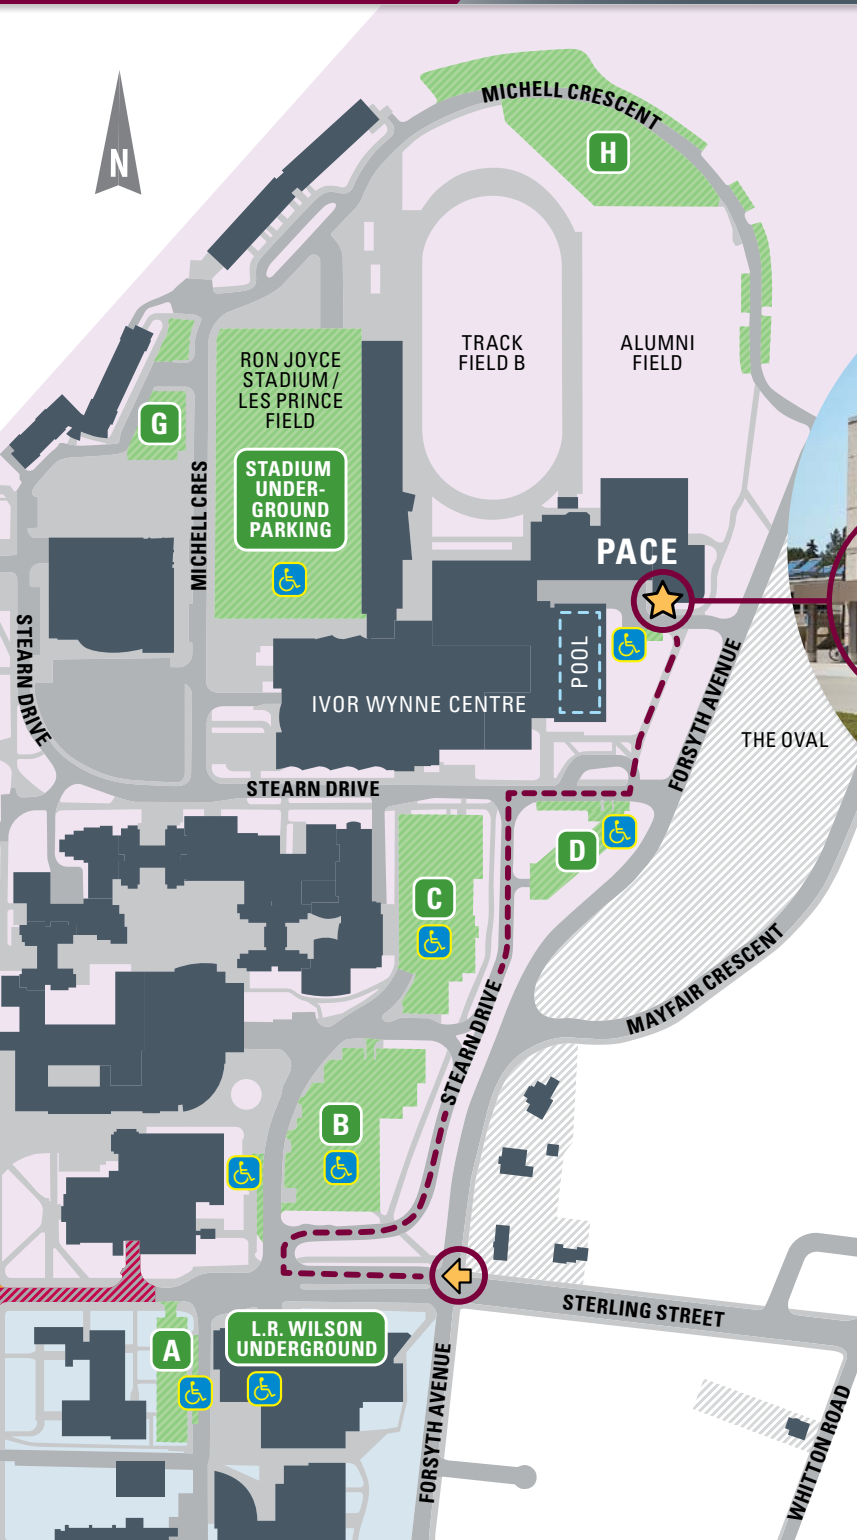 MICHELL CRESCENT
N
H
TRACK
FIELD B
ALUMNI
FIELD
RON JOYCE
STADIUM /
LES PRINCE
FIELD
G
STADIUM
UNDER-
GROUND
PARKING
MICHELL CRES
PACE
STEARN DRIVE
POOL
IVOR WYNNE CENTRE
FORSYTH AVENUE
THE OVAL
STEARN DRIVE
D
C
MAYFAIR CRESCENT
STEARN DRIVE
B
STERLING STREET
A
L.R. WILSON
UNDERGROUND
FORSYTH AVENUE
WHITTON ROAD